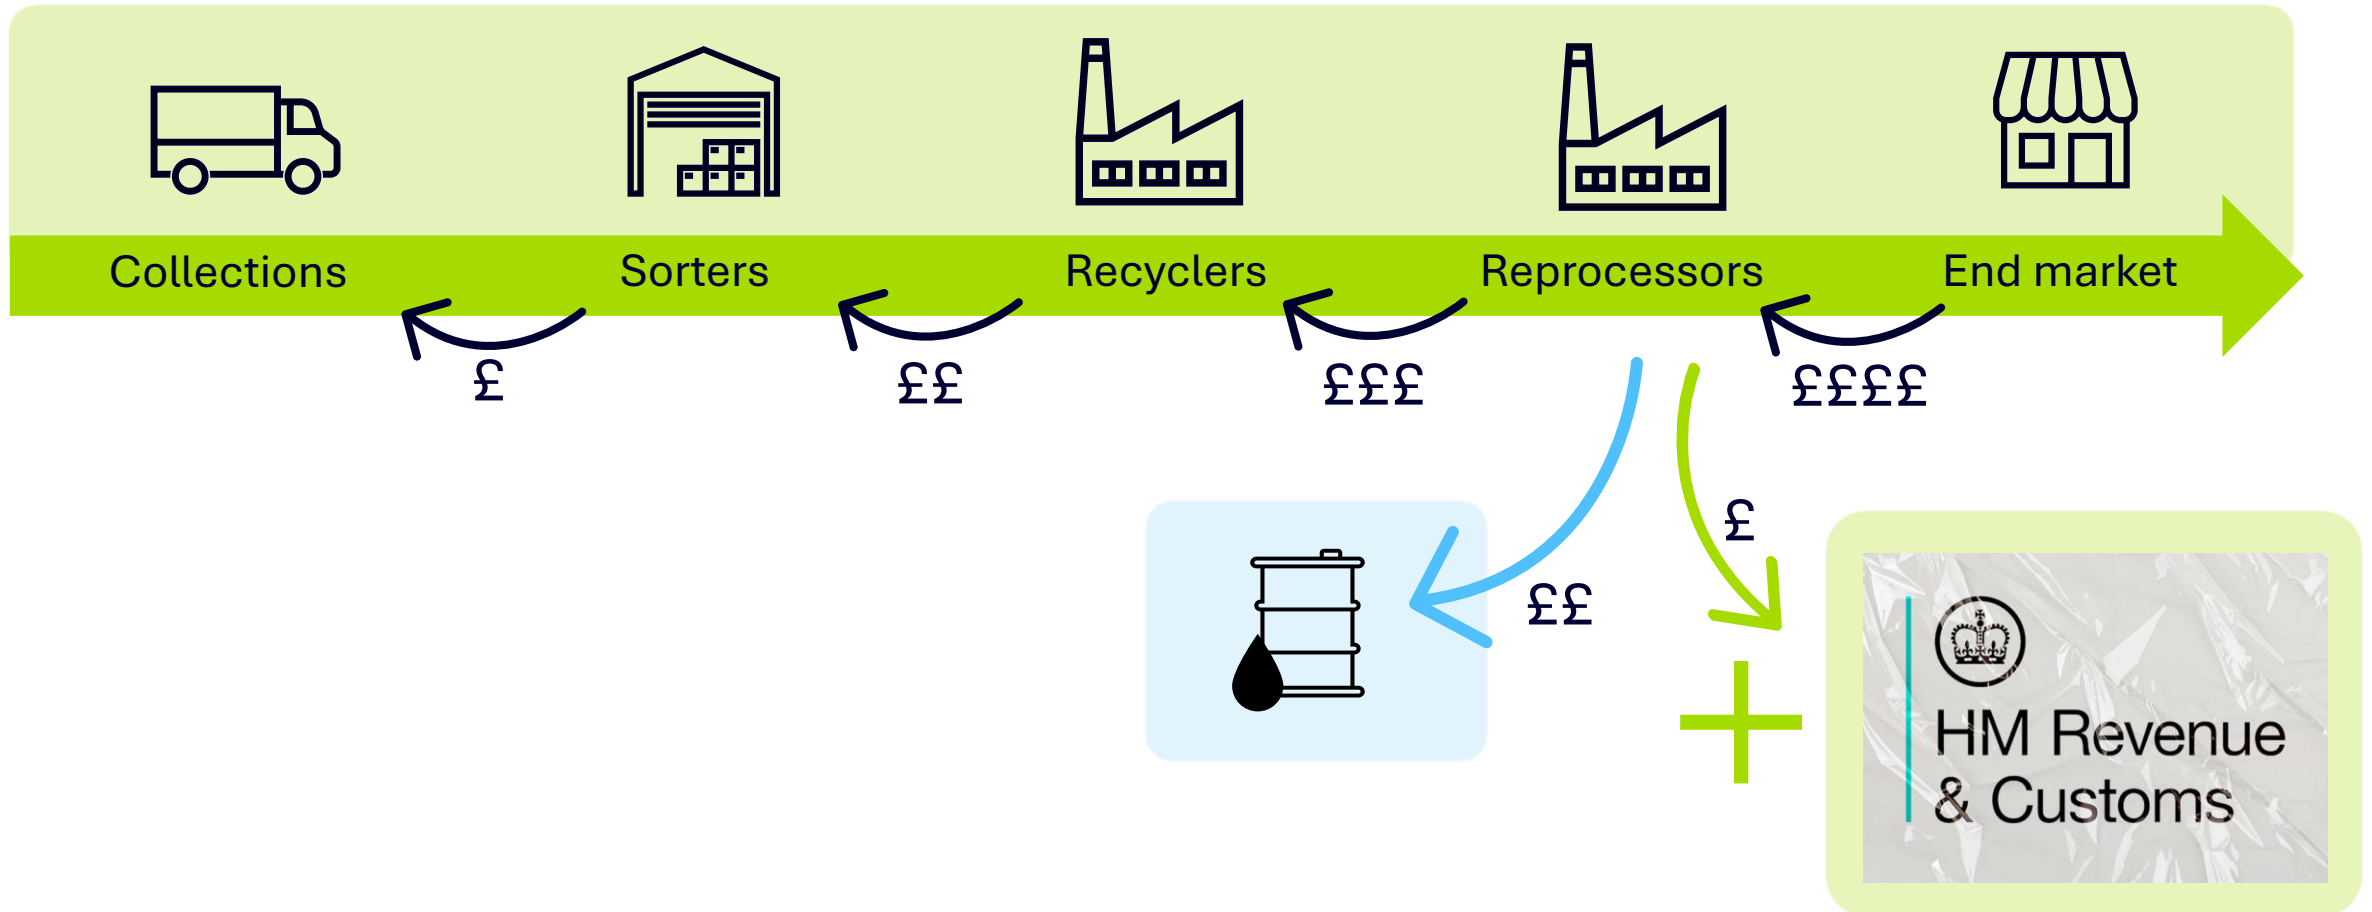 Collections
Sorters
Recyclers
Reprocessors
End market
£
££
£££
££££
£
££
HM Revenue
& Customs